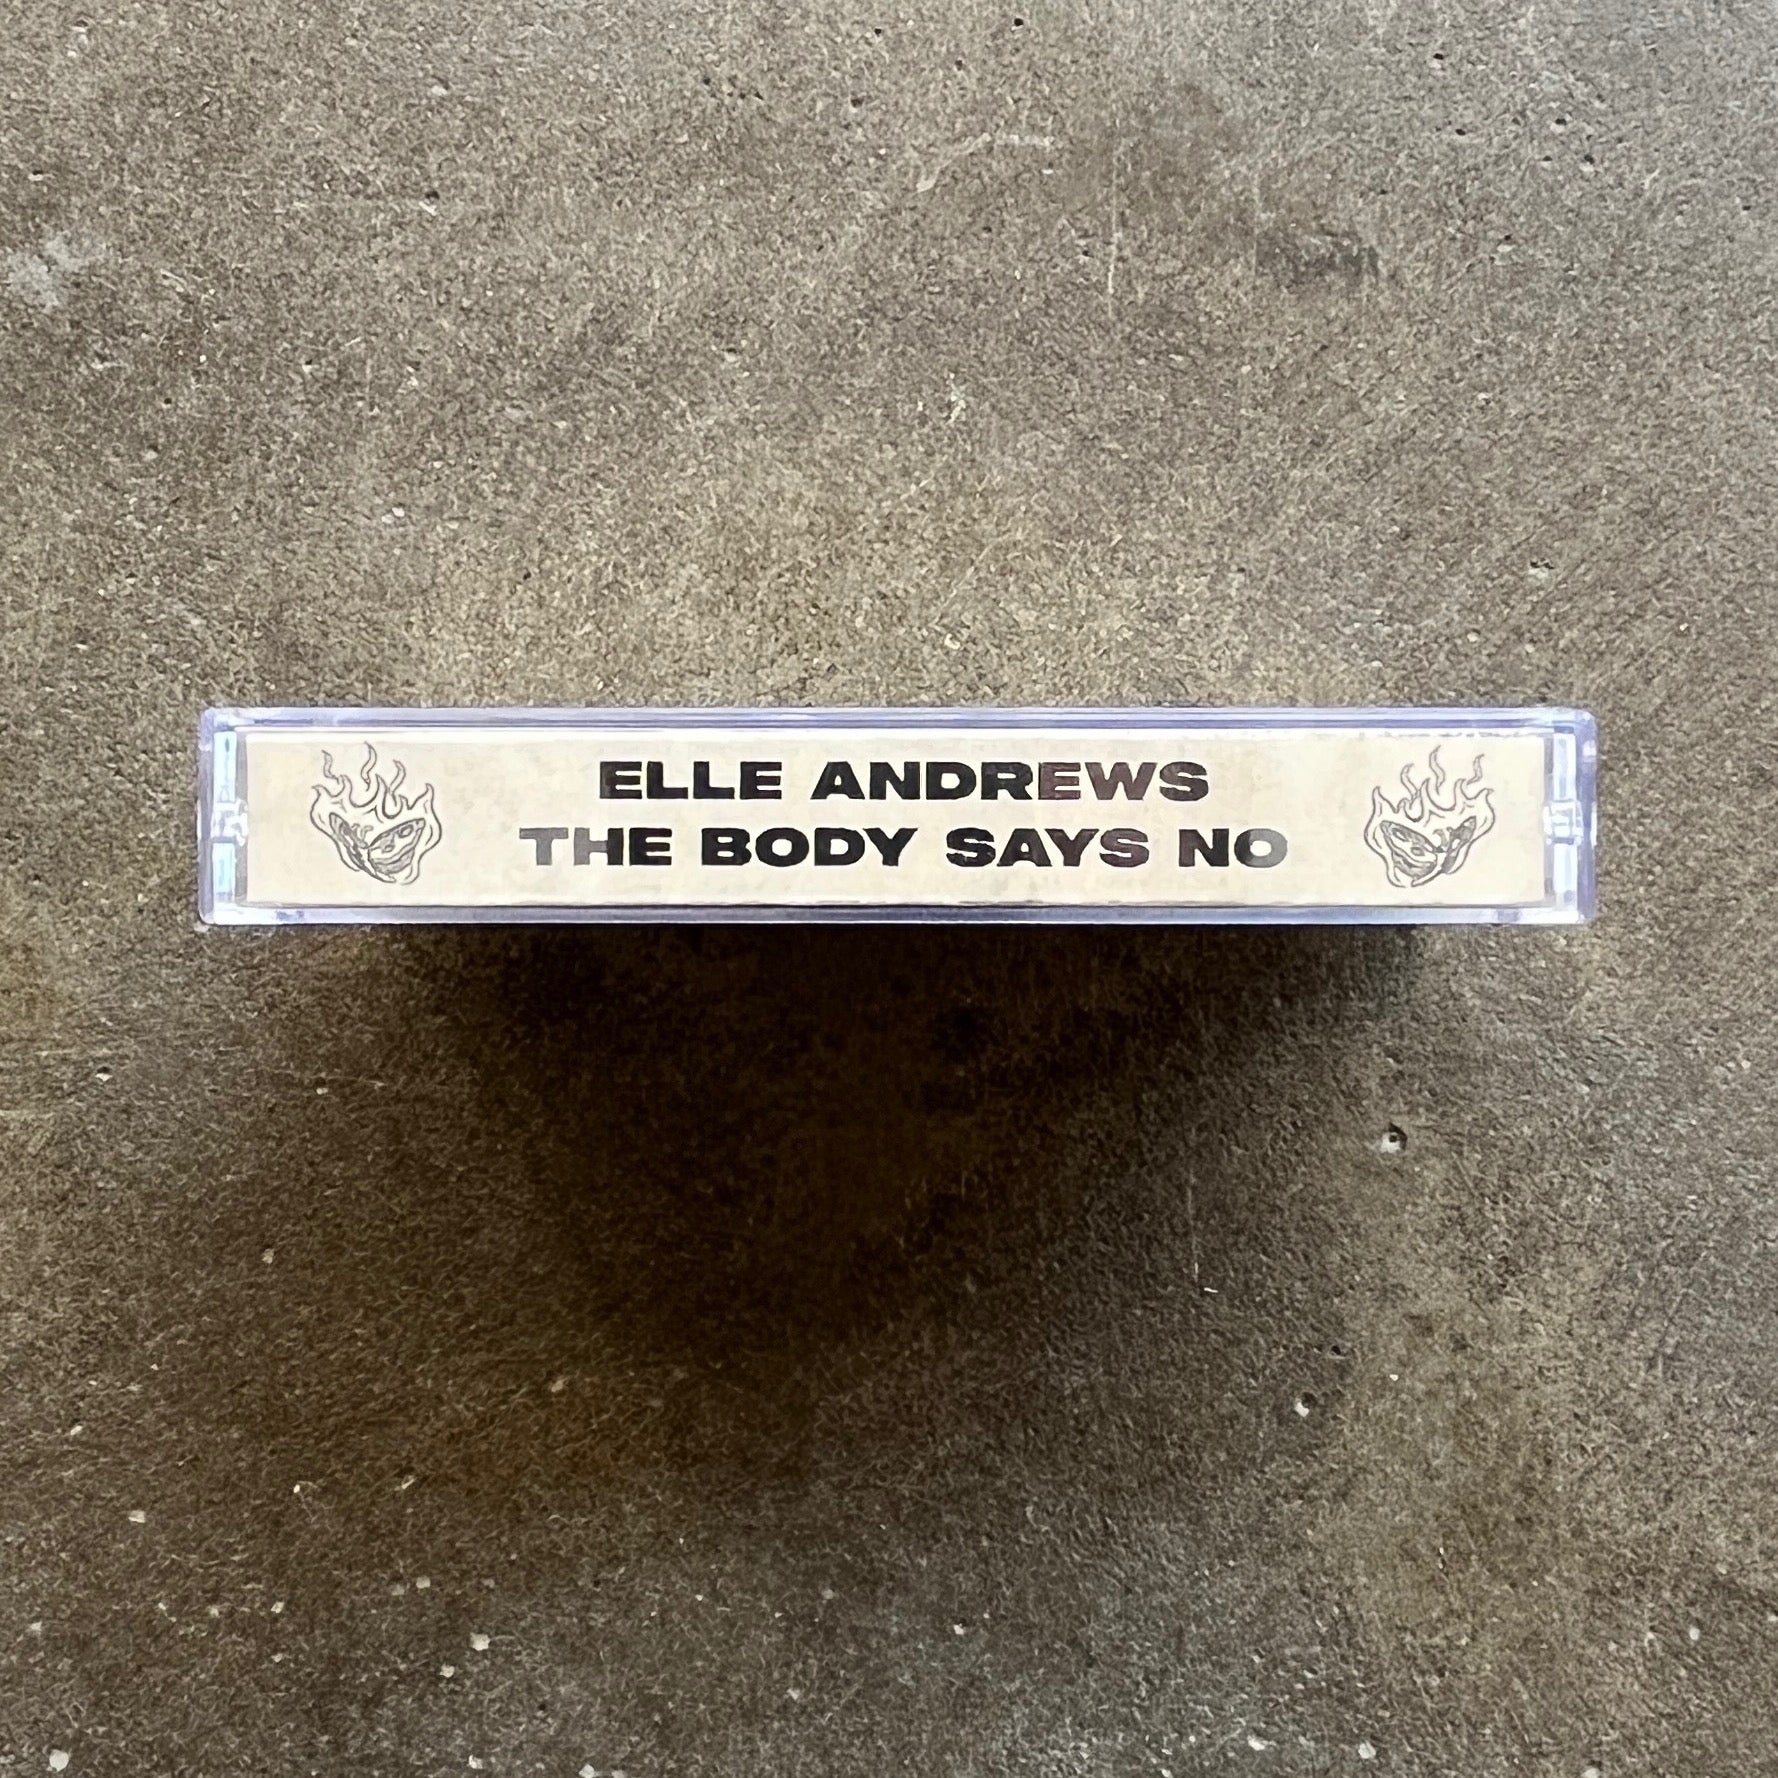 ELLE ANDREWS
THE BODY SAYS NO